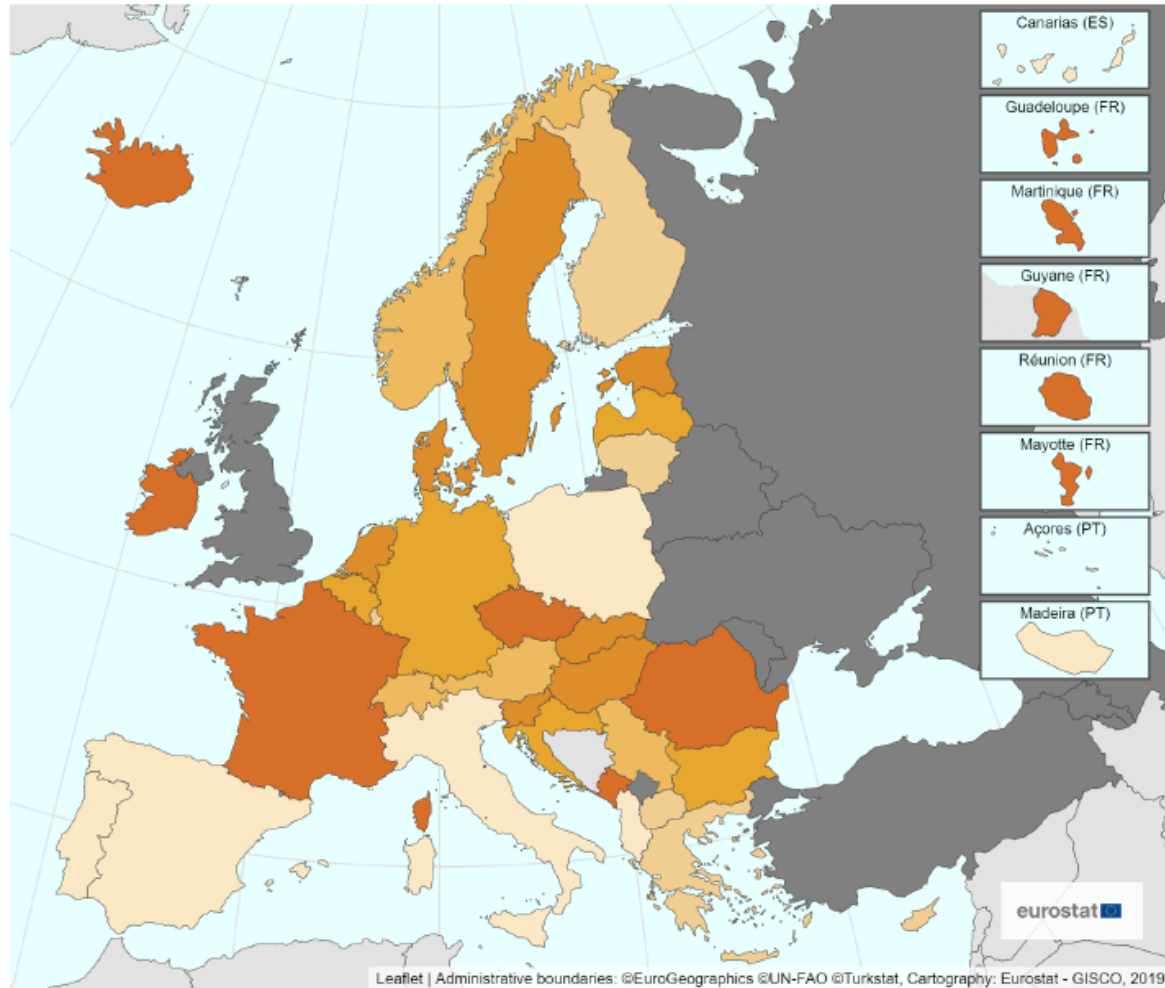 Canarias (ES)
Guadeloupe (FR)
Martinique (FR)
Guyane (FR)
Réunion (FR)
Mayotte (FR)
Açores (PT)
Madeira (PT)
eurostat
Leaflet | Administrative boundaries: ©EuroGeographics ©UN-FAO ©Turkstat, Cartography: Eurostat - GISCO, 2019